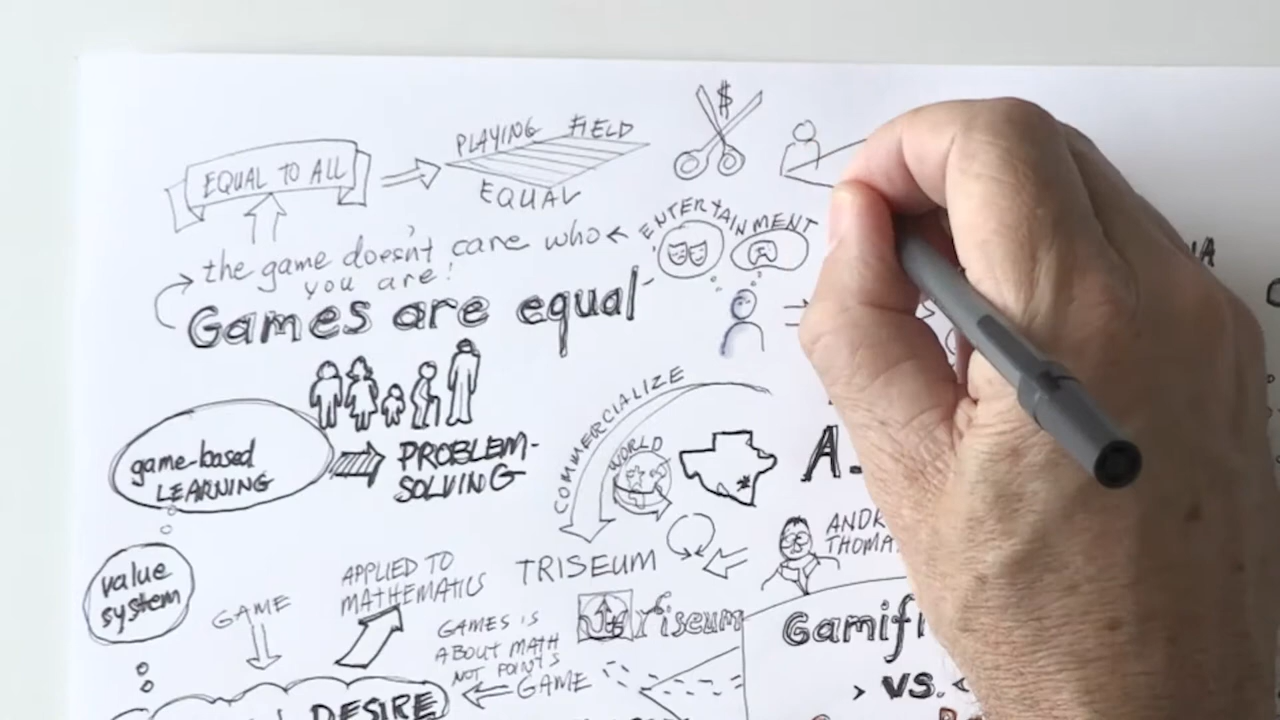 $
PLAYING FIELD
EQUAL TO ALL
EQUAL
ENTERTAINMENT
the game doesn't care who
you are!
Games are equal
COMMERCIALIZE
WORLD
game-based
LEARNING
PROBLEM-
SOLVING
A.
ANDR
THOMA
value
system
APPLIED TO
MATHEMATICS
TRISEUM
GAME
GAMES IS
ABOUT MATH
NOT POINTS
GAME
Triseum
Gamifi
VS.
DESIRE